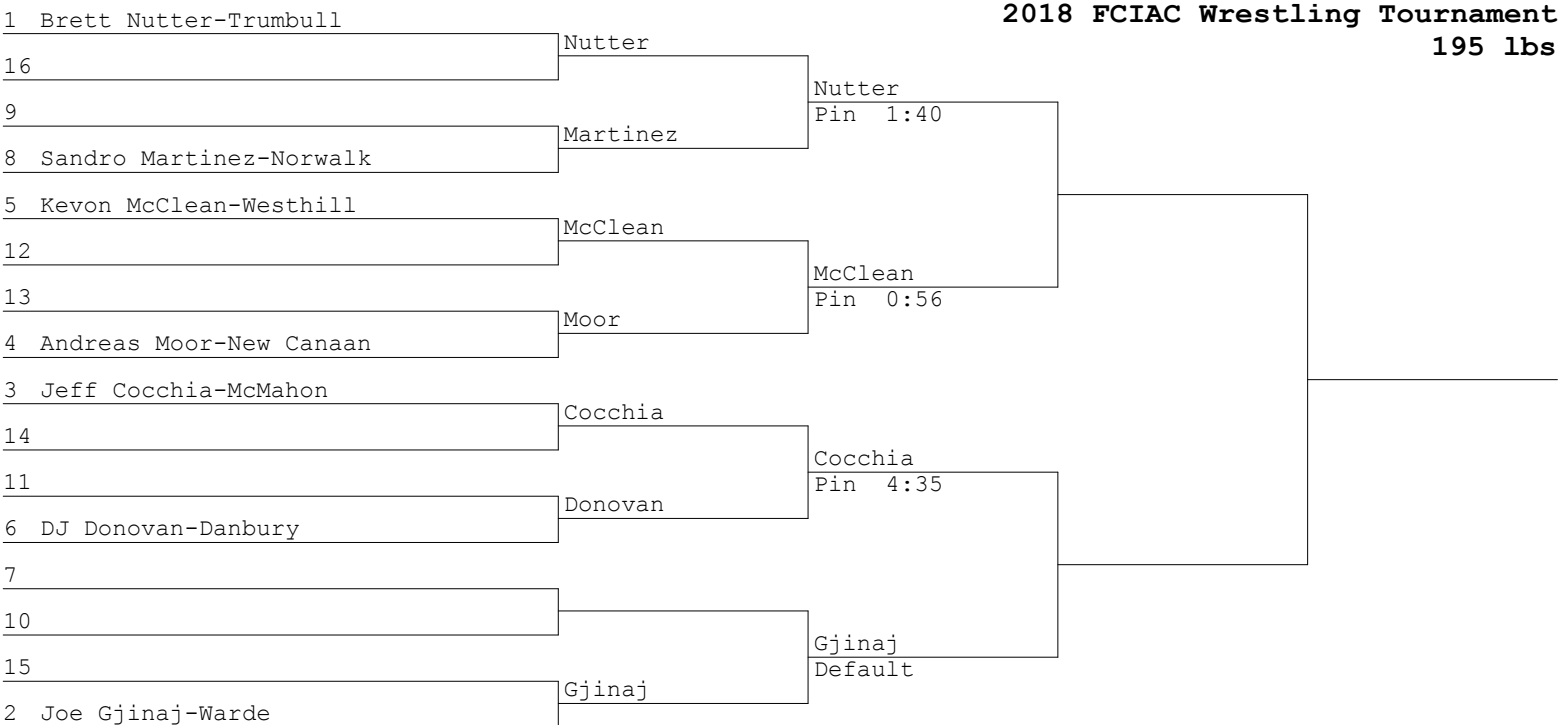 2018 FCIAC Wrestling Tournament
195 lbs
1 Brett Nutter-Trumbull
16
9
8 Sandro Martinez-Norwalk
5 Kevon McClean-Westhill
12
13
4 Andreas Moor-New Canaan
3 Jeff Cocchia-McMahon
14
11
6 DJ Donovan-Danbury
7
10
15
2 Joe Gjinaj-Warde
Nutter
Martinez
McClean
Moor
Cocchia
Donovan
Gjinaj
Nutter
Pin 1:40
McClean
Pin 0:56
Cocchia
Pin 4:35
Gjinaj
Default